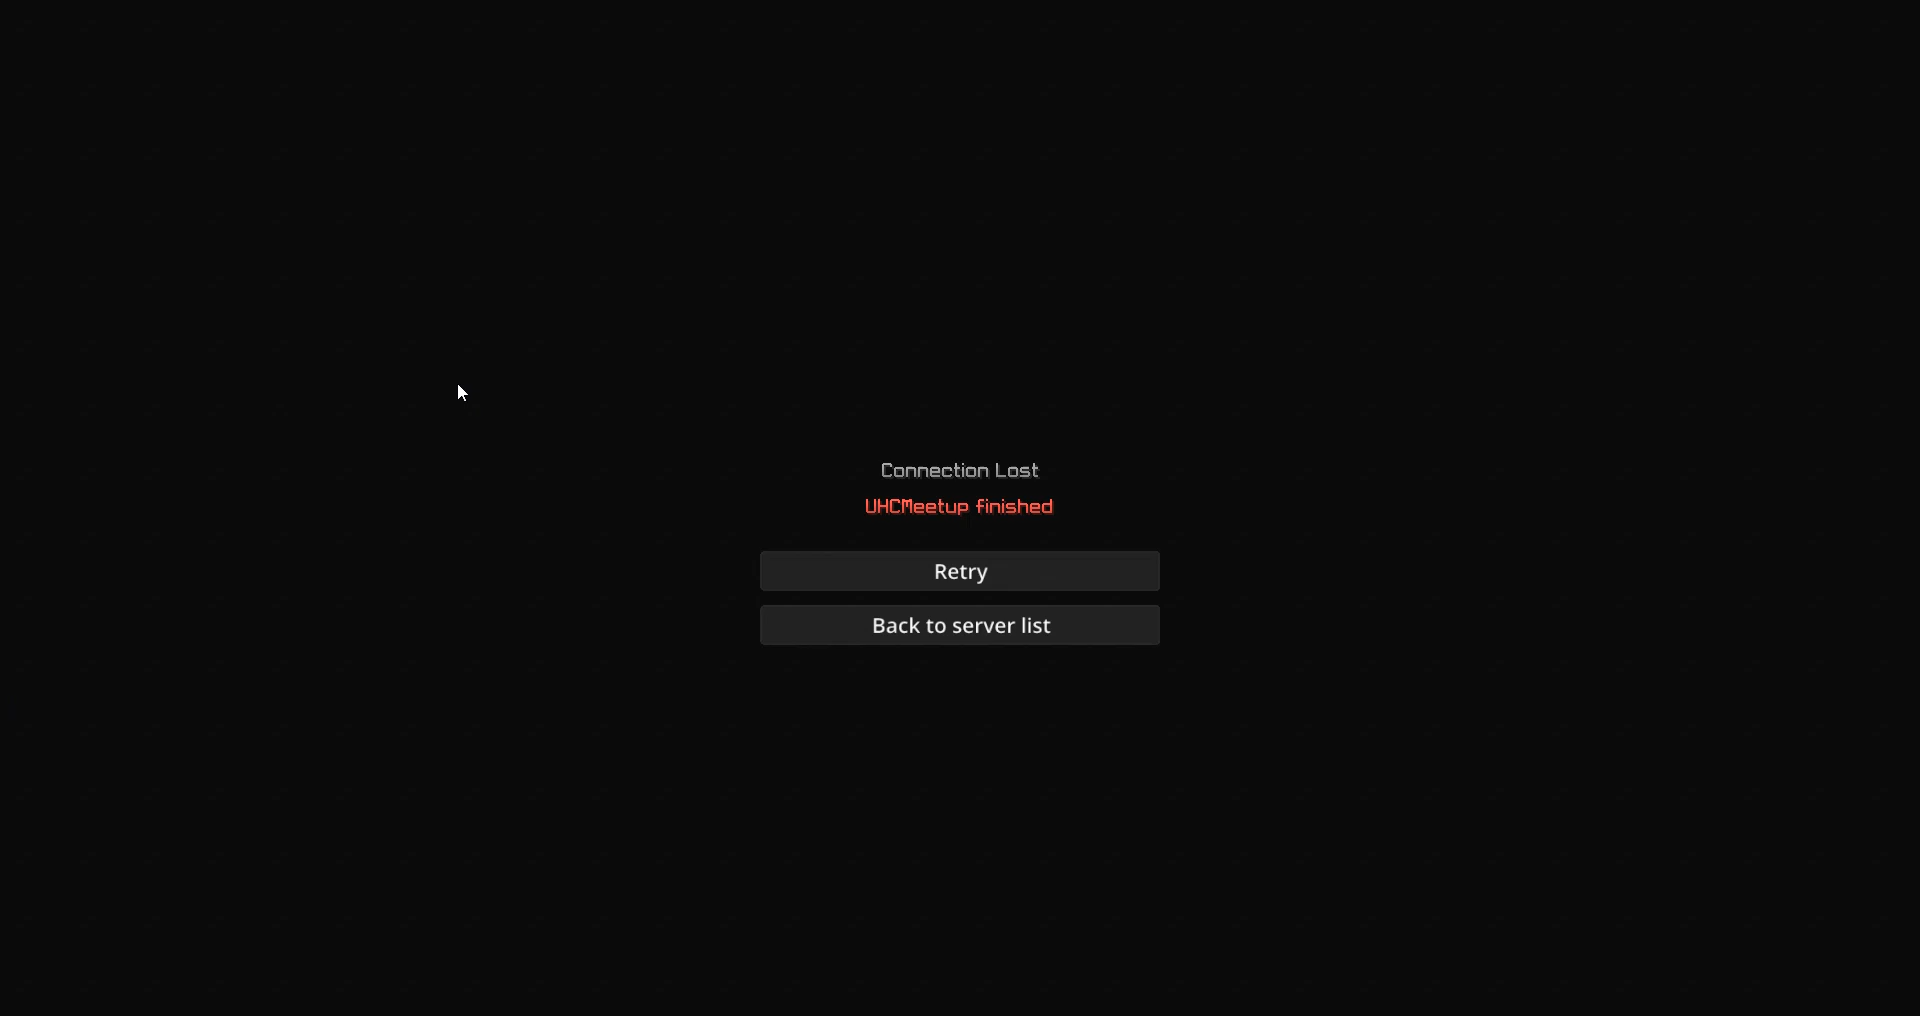 Connection Lost
UHCMeetup finished
Retry
Back to server list